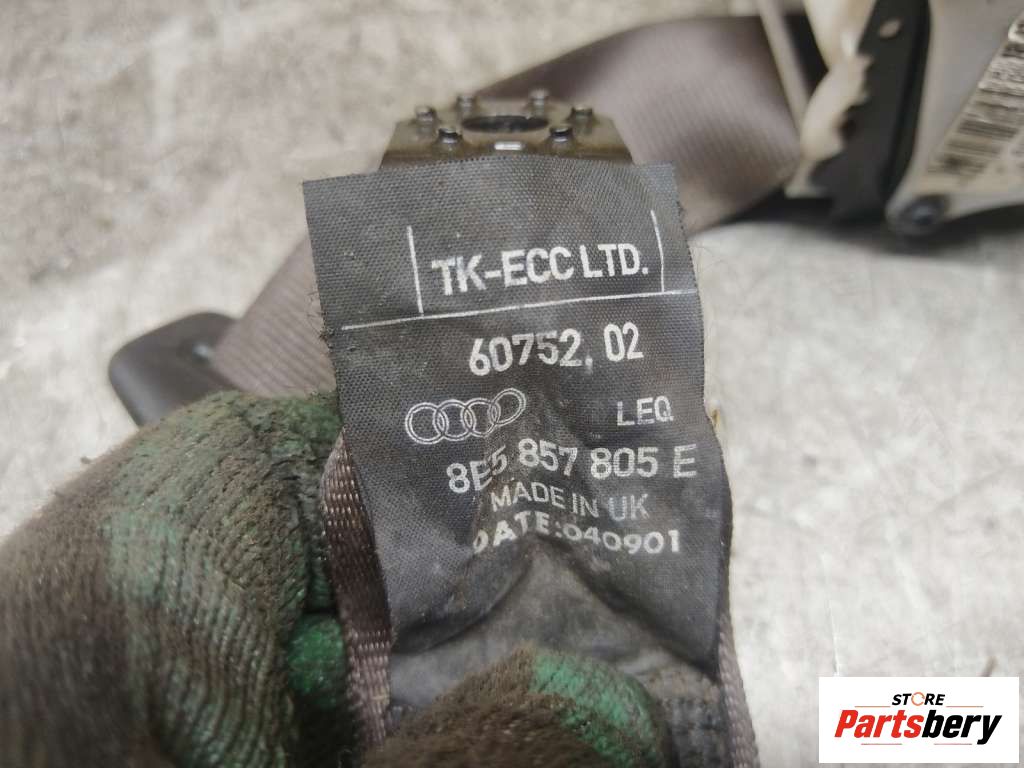 TK-ECC LTD.
60752.02
LEQ
8E5 857 805 E
MADE IN UK
DATE:040901
STORE
Partsbery